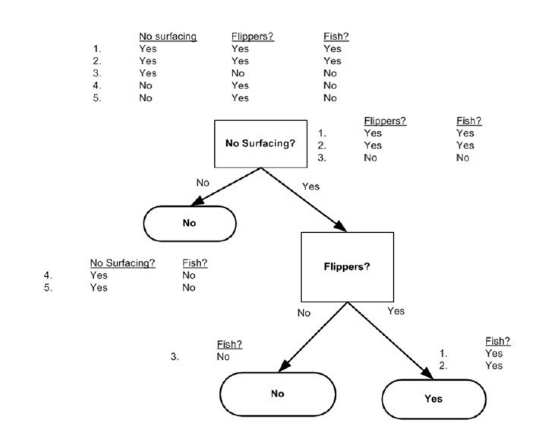 No surfacing Flippers? Fish?
1. Yes Yes Yes
2. Yes Yes Yes
3. Yes No No
4. No Yes No
5. No Yes No
No Surfacing?
Flippers? Fish?
1. Yes Yes
2. Yes Yes
3. No No
No Yes
No
No Surfacing? Fish?
4. Yes No
5. Yes No
Flippers?
No Yes
Fish?
3. No
Fish?
1. Yes
2. Yes
No
Yes